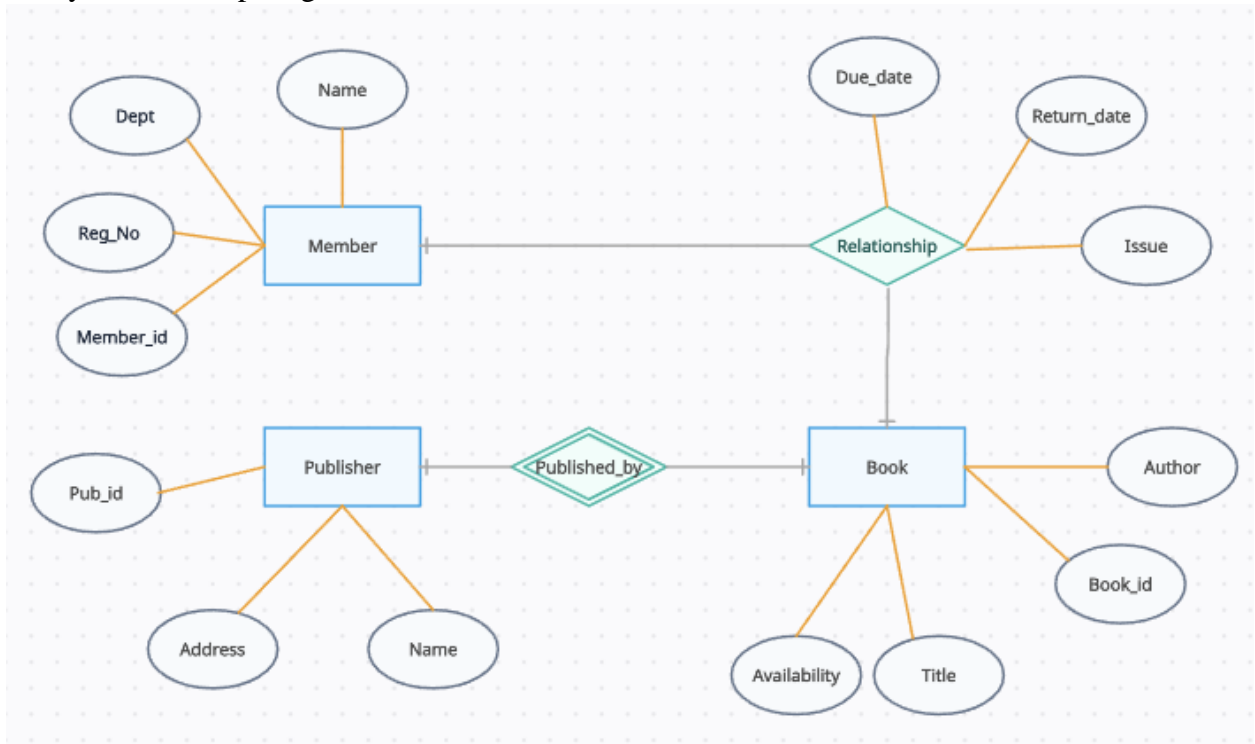 Name
Due_date
Dept
Return_date
Reg_No
Member
Relationship
Issue
Member_id
Publisher
Published_by
Book
Author
Pub_id
Book_id
Address
Name
Availability
Title